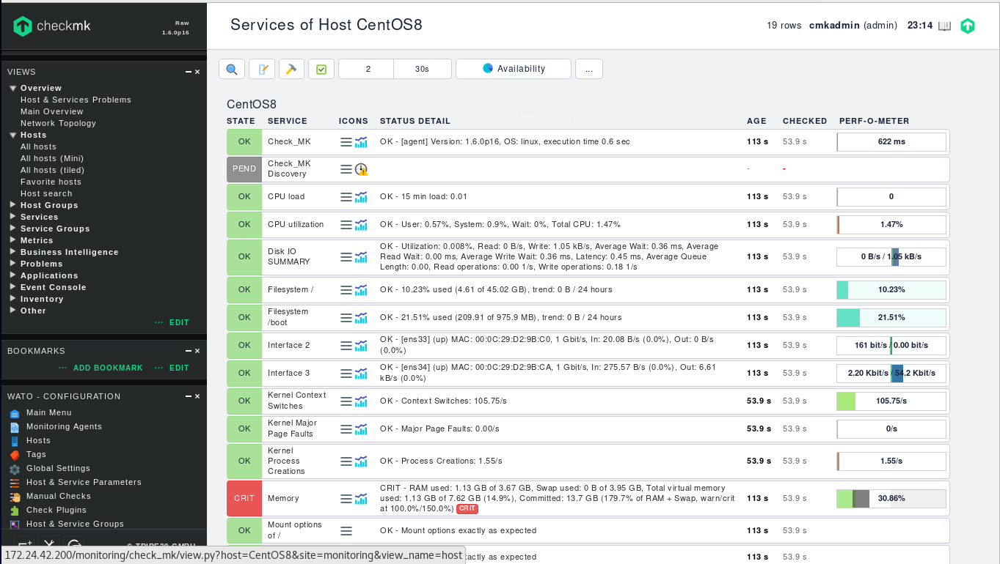 checkmk
Raw
1.6.0p16
Services of Host CentOS8
19 rows cmkadmin (admin) 23:14
VIEWS
Overview
Host & Services Problems
Main Overview
Network Topology
Hosts
All hosts
All hosts (Mini)
All hosts (tiled)
Favorite hosts
Host search
Host Groups
Services
Service Groups
Metrics
Business Intelligence
Problems
Applications
Event Console
Inventory
Other
... EDIT
BOOKMARKS
... ADD BOOKMARK ... EDIT
WATO - CONFIGURATION
Main Menu
Monitoring Agents
Hosts
Tags
Global Settings
Host & Service Parameters
Manual Checks
Check Plugins
Host & Service Groups
2 30s Availability ...
CentOS8
STATE SERVICE ICONS STATUS DETAIL AGE CHECKED PERF-O-METER
OK Check_MK OK - [agent] Version: 1.6.0p16, OS: linux, execution time 0.6 sec 113 s 53.9 s 622 ms
PEND Check_MK - -
Discovery
OK CPU load OK - 15 min load: 0.01 113 s 53.9 s 0
OK CPU utilization OK - User: 0.57%, System: 0.9%, Wait: 0%, Total CPU: 1.47% 113 s 53.9 s 1.47%
OK Disk IO OK - Utilization: 0.008%, Read: 0 B/s, Write: 1.05 kB/s, Average Wait: 0.36 ms, Average 113 s 53.9 s 0 B/s / 1.05 kB/s
SUMMARY Read Wait: 0.00 ms, Average Write Wait: 0.36 ms, Latency: 0.45 ms, Average Queue
Length: 0.00, Read operations: 0.00 1/s, Write operations: 0.18 1/s
OK Filesystem / OK - 10.23% used (4.61 of 45.02 GB), trend: 0 B / 24 hours 113 s 53.9 s 10.23%
OK Filesystem OK - 21.51% used (209.91 of 975.9 MB), trend: 0 B / 24 hours 113 s 53.9 s 21.51%
/boot
OK Interface 2 OK - [ens33] (up) MAC: 00:0C:29:D2:9B:C0, 1 Gbit/s, In: 20.08 B/s (0.0%), Out: 0 B/s 113 s 53.9 s 161 bit/s / 0.00 bit/s
(0.0%)
OK Interface 3 OK - [ens34] (up) MAC: 00:0C:29:D2:9B:CA, 1 Gbit/s, In: 275.57 B/s (0.0%), Out: 6.61 113 s 53.9 s 2.20 Kbit/s / 54.2 Kbit/s
kB/s (0.0%)
OK Kernel Context OK - Context Switches: 105.75/s 53.9 s 53.9 s 105.75/s
Switches
OK Kernel Major OK - Major Page Faults: 0.00/s 53.9 s 53.9 s 0/s
Page Faults
OK Kernel OK - Process Creations: 1.55/s 53.9 s 53.9 s 1.55/s
Process
Creations
CRIT Memory CRIT - RAM used: 1.13 GB of 3.67 GB, Swap used: 0 B of 3.95 GB, Total virtual memory 113 s 53.9 s 30.86%
used: 1.13 GB of 7.62 GB (14.9%), Committed: 13.7 GB (179.7% of RAM + Swap, warn/crit
at 100.0%/150.0%) CRIT
OK Mount options OK - Mount options exactly as expected 113 s 53.9 s
of /
exactly as expected 113 s 53.9 s
172.24.42.200/monitoring/check_mk/view.py?host=CentOS8&site=monitoring&view_name=host